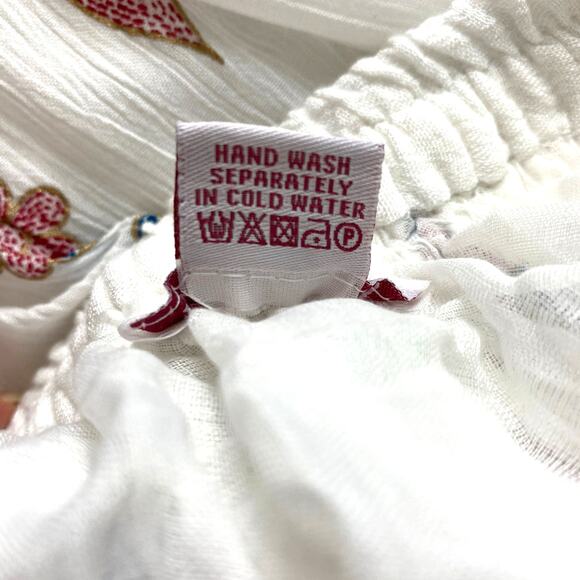 HAND WASH
SEPARATELY
IN COLD WATER
P